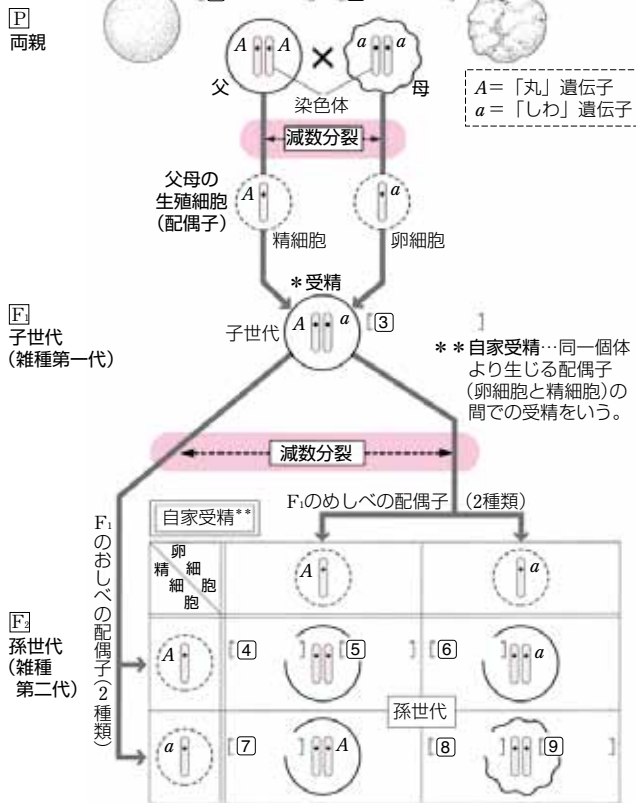 P
両親
A A × a a
父 母
染色体
A=「丸」遺伝子
a=「しわ」遺伝子
減数分裂
父母の
生殖細胞
(配偶子)
A a
精細胞 卵細胞
*受精
F₁
子世代
(雑種第一代)
子世代 A a [3 ]
**自家受精…同一個体
より生じる配偶子
(卵細胞と精細胞)の
間での受精をいう。
減数分裂
F₁のめしべの配偶子 (2種類)
自家受精**
F₁のおしべの配偶子(2種類)
卵細胞
精細胞
A a
F₂
孫世代
(雑種
第二代)
A [4 ] [5 ] [6 ] a
孫世代
a [7 ] A [8 ] [9 ]